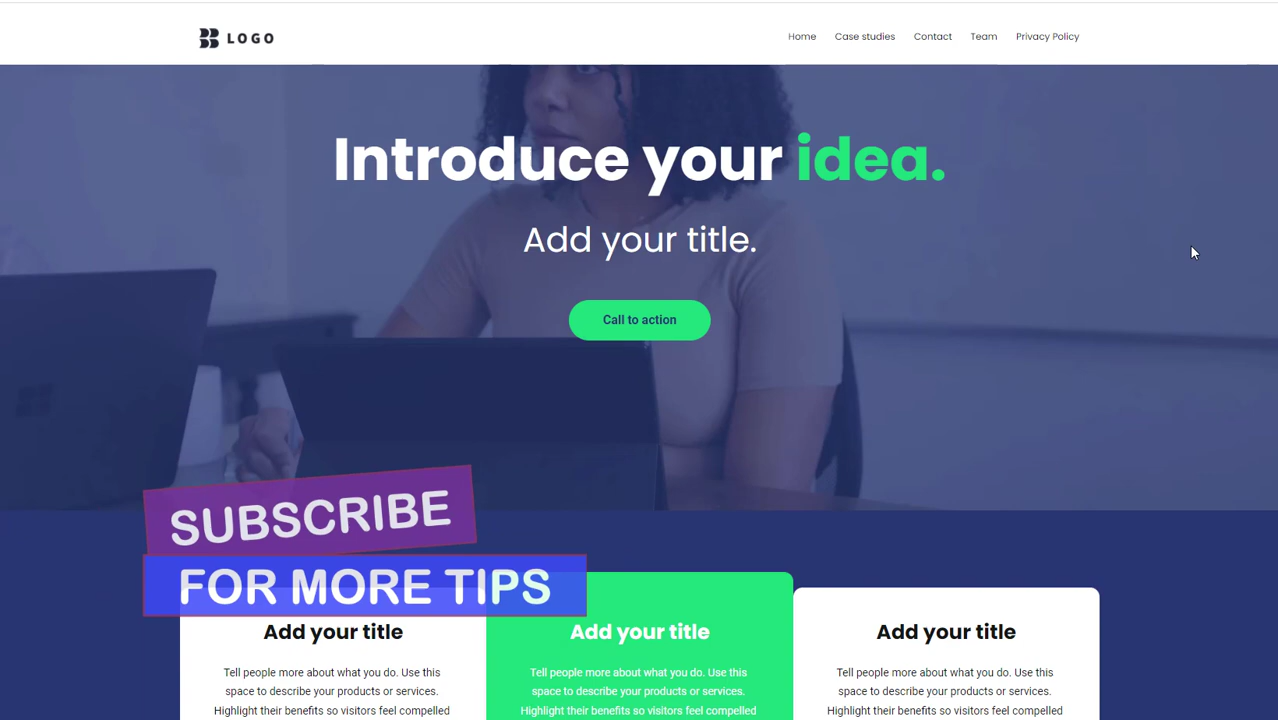 LOGO
Home Case studies Contact Team Privacy Policy
Introduce your idea.
Add your title.
Call to action
SUBSCRIBE
FOR MORE TIPS
Add your title
Tell people more about what you do. Use this
space to describe your products or services.
Highlight their benefits so visitors feel compelled
Add your title
Tell people more about what you do. Use this
space to describe your products or services.
Highlight their benefits so visitors feel compelled
Add your title
Tell people more about what you do. Use this
space to describe your products or services.
Highlight their benefits so visitors feel compelled